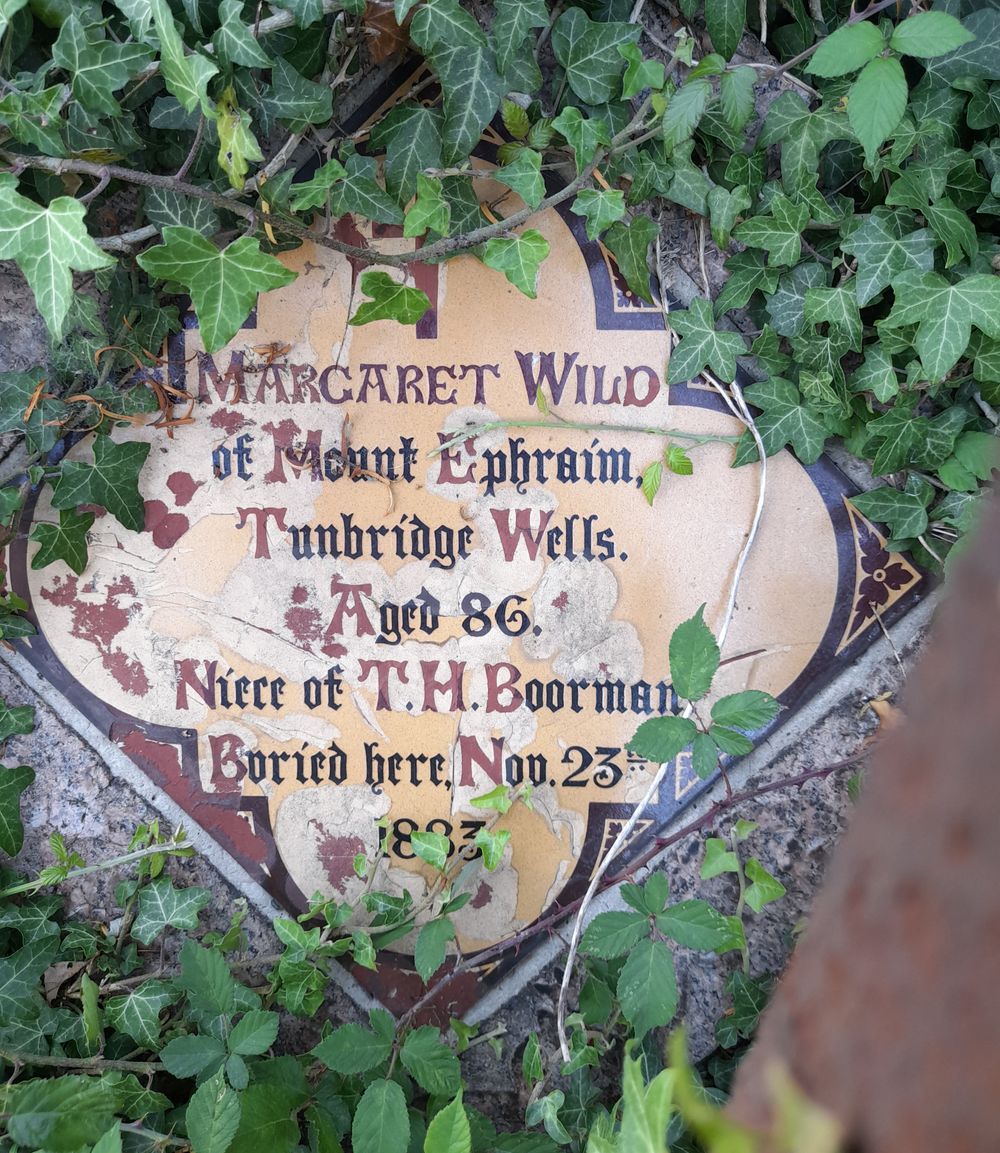 MARGARET WILD
of Mount Ephraim,
Tunbridge Wells.
Aged 86.
Niece of T.H.Boorman
Buried here, Nov. 23rd
1883